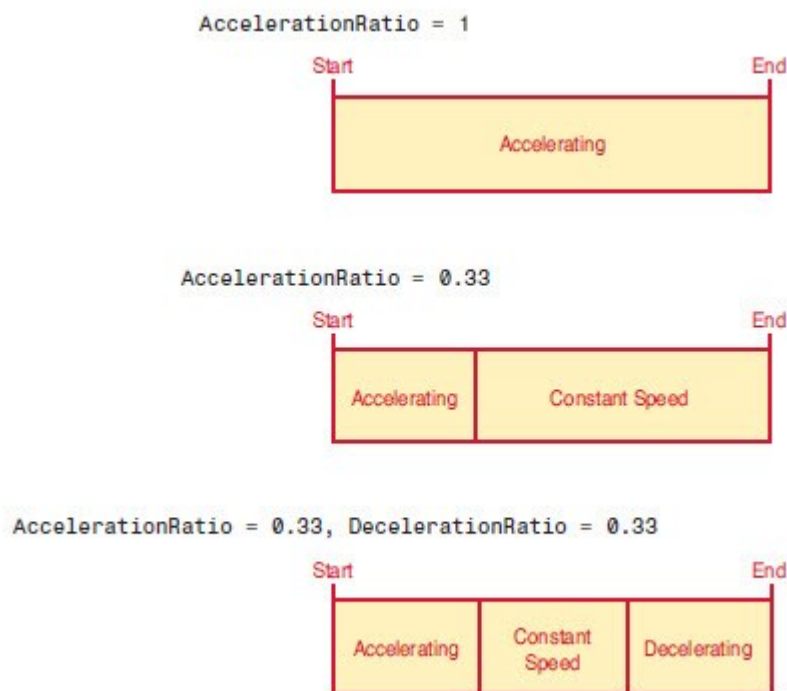 AccelerationRatio = 1
Start End
Accelerating
AccelerationRatio = 0.33
Start End
Accelerating Constant Speed
AccelerationRatio = 0.33, DecelerationRatio = 0.33
Start End
Accelerating Constant Decelerating
Speed